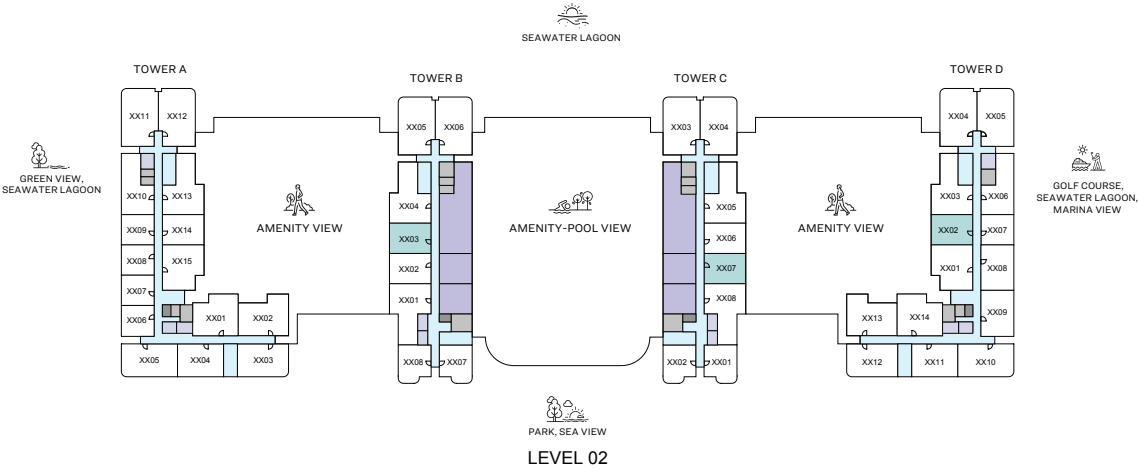 SEAWATER LAGOON
TOWER A
TOWER B
TOWER C
TOWER D
XX11
XX12
XX10
XX13
XX09
XX14
XX08
XX15
XX07
XX06
XX01
XX02
XX05
XX04
XX03
XX05
XX06
XX04
XX03
XX02
XX01
XX08
XX07
XX03
XX04
XX05
XX06
XX07
XX08
XX02
XX01
XX04
XX05
XX03
XX06
XX02
XX07
XX01
XX08
XX09
XX13
XX14
XX12
XX11
XX10
GREEN VIEW,
SEAWATER LAGOON
AMENITY VIEW
AMENITY-POOL VIEW
AMENITY VIEW
GOLF COURSE,
SEAWATER LAGOON,
MARINA VIEW
PARK, SEA VIEW
LEVEL 02